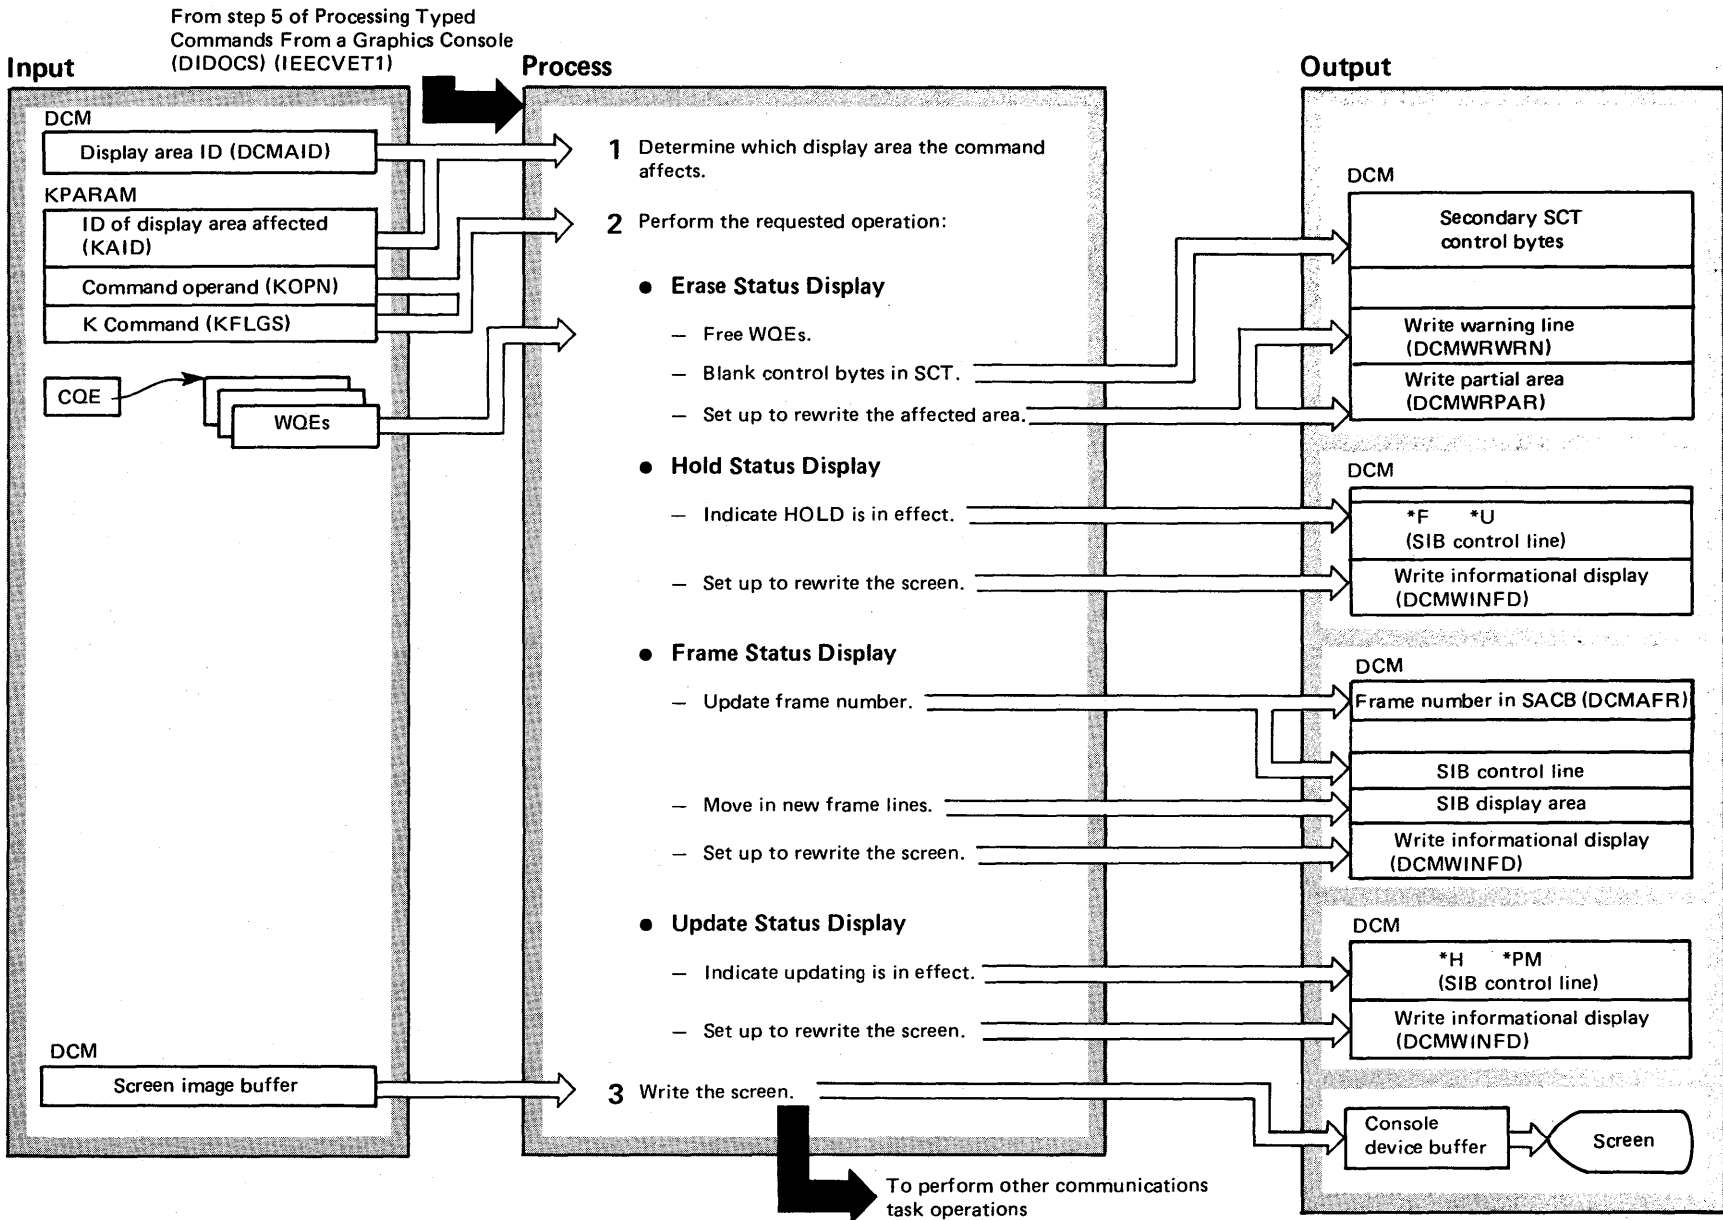 From step 5 of Processing Typed
Commands From a Graphics Console
(DIDOCS) (IEECVET1)
Input
Process
Output
DCM
Display area ID (DCMAID)
KPARAM
ID of display area affected
(KAID)
Command operand (KOPN)
K Command (KFLGS)
CQE
WQEs
DCM
Screen image buffer
1 Determine which display area the command
affects.
2 Perform the requested operation:
● Erase Status Display
– Free WQEs.
– Blank control bytes in SCT.
– Set up to rewrite the affected area.
● Hold Status Display
– Indicate HOLD is in effect.
– Set up to rewrite the screen.
● Frame Status Display
– Update frame number.
– Move in new frame lines.
– Set up to rewrite the screen.
● Update Status Display
– Indicate updating is in effect.
– Set up to rewrite the screen.
3 Write the screen.
To perform other communications
task operations
DCM
Secondary SCT
control bytes
Write warning line
(DCMWRWRN)
Write partial area
(DCMWRPAR)
DCM
*F *U
(SIB control line)
Write informational display
(DCMWINFD)
DCM
Frame number in SACB (DCMAFR)
SIB control line
SIB display area
Write informational display
(DCMWINFD)
DCM
*H *PM
(SIB control line)
Write informational display
(DCMWINFD)
Console
device buffer
Screen